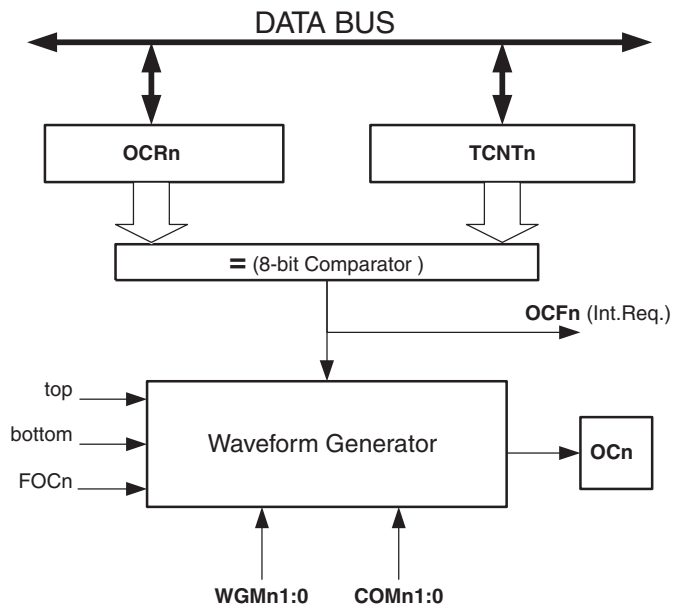 DATA BUS
OCRn
TCNTn
= (8-bit Comparator )
OCFn (Int.Req.)
top
bottom
FOCn
Waveform Generator
OCn
WGMn1:0
COMn1:0